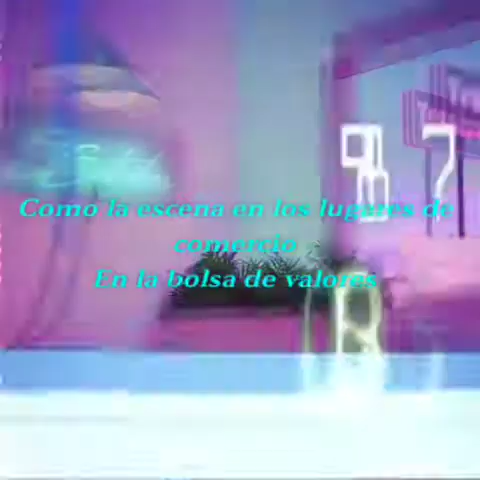 Como la escena en los lugares de
comercio
En la bolsa de valores